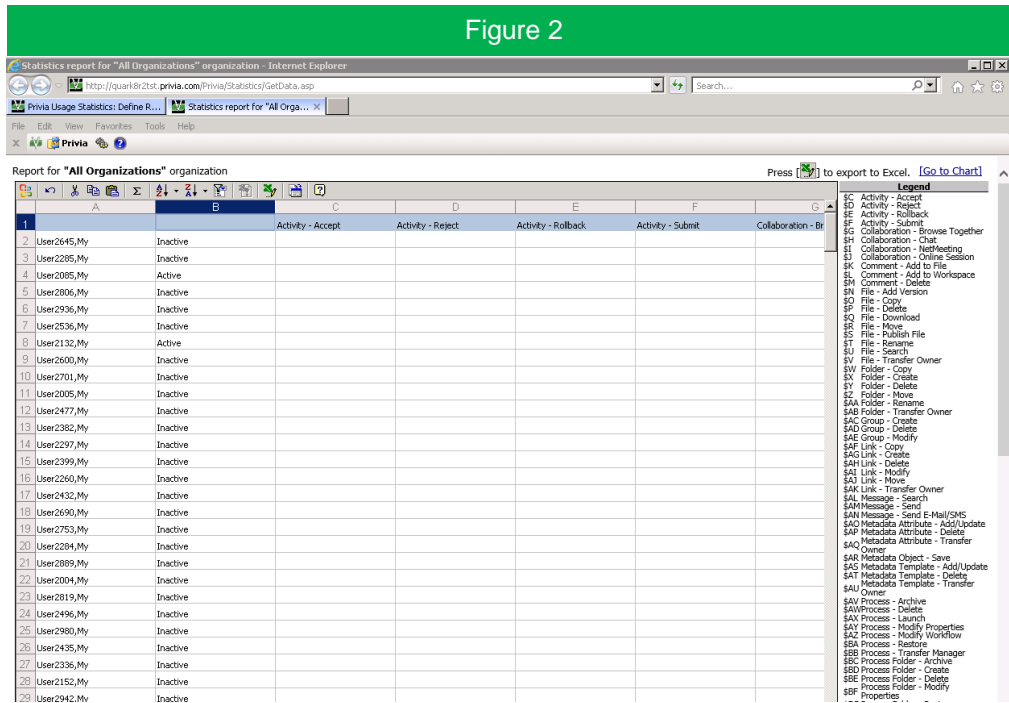 Figure 2
Statistics report for "All Organizations" organization - Internet Explorer
http://quark8r2tst.privia.com/Privia/Statistics/GetData.asp
Search...
Privia Usage Statistics: Define R... Statistics report for "All Orga... ×
File Edit View Favorites Tools Help
x Privia
Report for "All Organizations" organization
Press [ ] to export to Excel. [Go to Chart]
A B C D E F G
1 Activity - Accept Activity - Reject Activity - Rollback Activity - Submit Collaboration - Br
2 User2645,My Inactive
3 User2285,My Inactive
4 User2085,My Active
5 User2806,My Inactive
6 User2936,My Inactive
7 User2536,My Inactive
8 User2132,My Active
9 User2600,My Inactive
10 User2701,My Inactive
11 User2005,My Inactive
12 User2477,My Inactive
13 User2382,My Inactive
14 User2297,My Inactive
15 User2399,My Inactive
16 User2260,My Inactive
17 User2432,My Inactive
18 User2690,My Inactive
19 User2753,My Inactive
20 User2284,My Inactive
21 User2889,My Inactive
22 User2004,My Inactive
23 User2819,My Inactive
24 User2496,My Inactive
25 User2980,My Inactive
26 User2435,My Inactive
27 User2336,My Inactive
28 User2152,My Inactive
29 User2942,My Inactive
Legend
$C Activity - Accept
$D Activity - Reject
$E Activity - Rollback
$F Activity - Submit
$G Collaboration - Browse Together
$H Collaboration - Chat
$I Collaboration - NetMeeting
$J Collaboration - Online Session
$K Comment - Add to File
$L Comment - Add to Workspace
$M Comment - Delete
$N File - Add Version
$O File - Copy
$P File - Delete
$Q File - Download
$R File - Move
$S File - Publish File
$T File - Rename
$U File - Search
$V File - Transfer Owner
$W Folder - Copy
$X Folder - Create
$Y Folder - Delete
$Z Folder - Move
$AA Folder - Rename
$AB Folder - Transfer Owner
$AC Group - Create
$AD Group - Delete
$AE Group - Modify
$AF Link - Copy
$AG Link - Create
$AH Link - Delete
$AI Link - Modify
$AJ Link - Move
$AK Link - Transfer Owner
$AL Message - Search
$AM Message - Send
$AN Message - Send E-Mail/SMS
$AO Metadata Attribute - Add/Update
$AP Metadata Attribute - Delete
$AQ Metadata Attribute - Transfer
Owner
$AR Metadata Object - Save
$AS Metadata Template - Add/Update
$AT Metadata Template - Delete
$AU Metadata Template - Transfer
Owner
$AV Process - Archive
$AW Process - Delete
$AX Process - Launch
$AY Process - Modify Properties
$AZ Process - Modify Workflow
$BA Process - Restore
$BB Process - Transfer Manager
$BC Process Folder - Archive
$BD Process Folder - Create
$BE Process Folder - Delete
$BF Process Folder - Modify
Properties